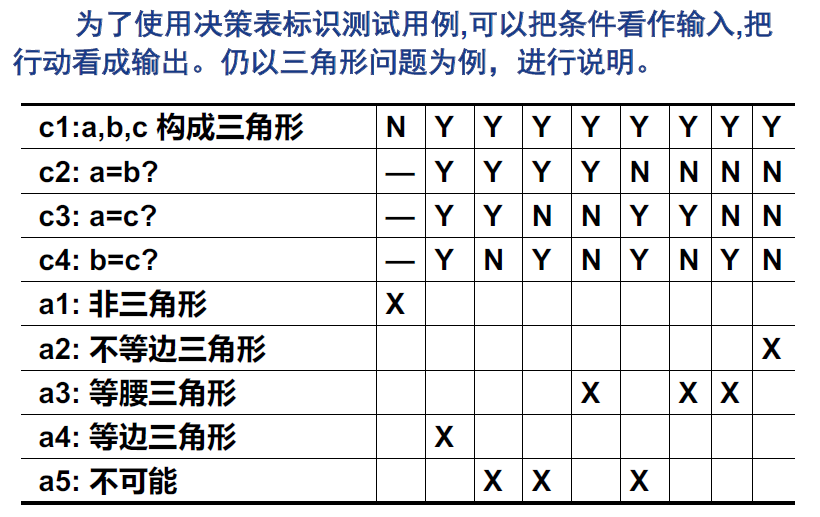 为了使用决策表标识测试用例,可以把条件看作输入,把
行动看成输出。仍以三角形问题为例，进行说明。
c1:a,b,c 构成三角形 N Y Y Y Y Y Y Y Y
c2: a=b? — Y Y Y Y N N N N
c3: a=c? — Y Y N N Y Y N N
c4: b=c? — Y N Y N Y N Y N
a1: 非三角形 X
a2: 不等边三角形 X
a3: 等腰三角形 X X X
a4: 等边三角形 X
a5: 不可能 X X X